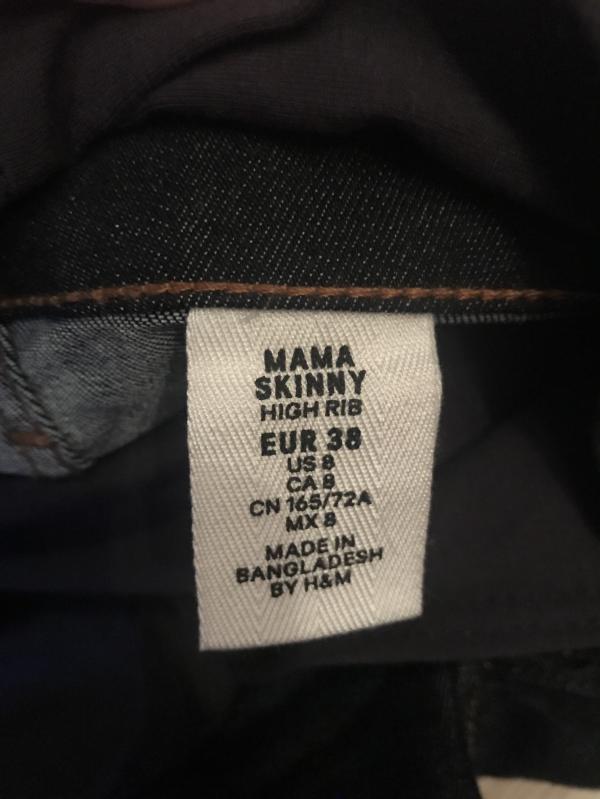 MAMA
SKINNY
HIGH RIB
EUR 38
US 8
CA 8
CN 165/72A
MX 8
MADE IN
BANGLADESH
BY H&M